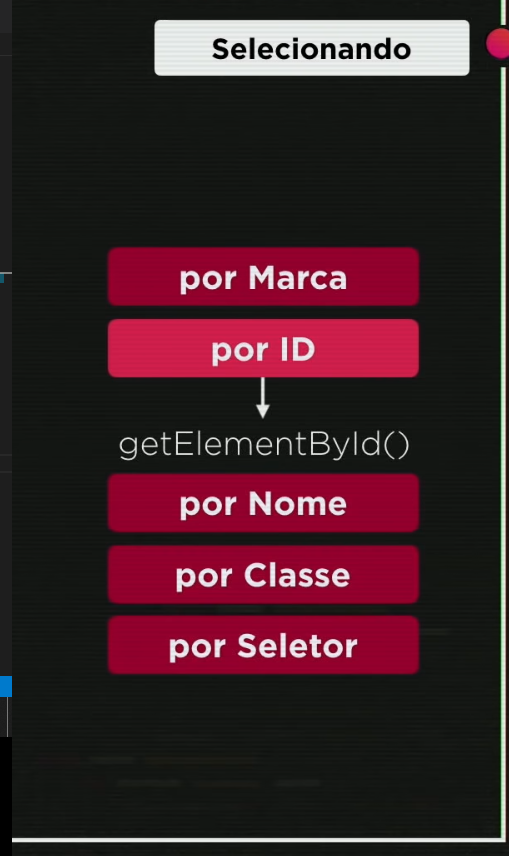 Selecionando
por Marca
por ID
getElementById()
por Nome
por Classe
por Seletor